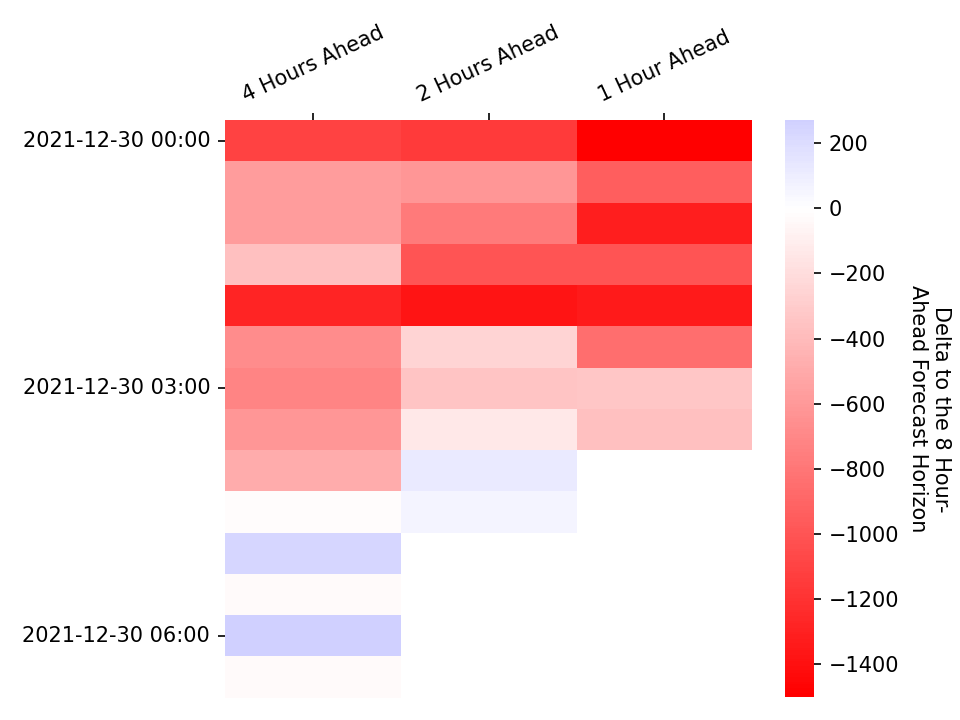 4 Hours Ahead
2 Hours Ahead
1 Hour Ahead
2021-12-30 00:00
2021-12-30 03:00
2021-12-30 06:00
200
0
−200
−400
−600
−800
−1000
−1200
−1400
Delta to the 8 Hour-
Ahead Forecast Horizon